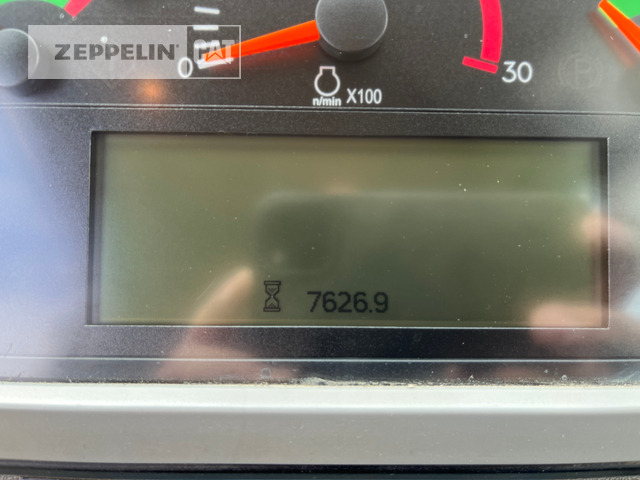 ZEPPELIN CAT
0 30
n/min X100
7626.9